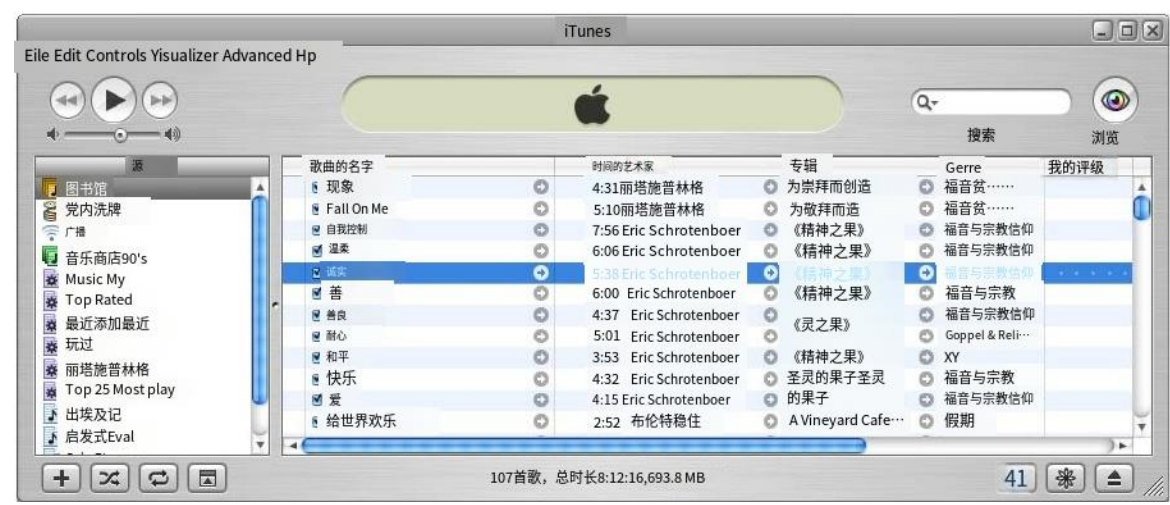 iTunes
Eile Edit Controls Yisualizer Advanced Hp
搜索
浏览
源
歌曲的名字 时间的艺术家 专辑 Gerre 我的评级
图书馆
党内洗牌
广播
音乐商店90's
Music My
Top Rated
最近添加最近
玩过
丽塔施普林格
Top 25 Most play
出埃及记
启发式Eval
现象 4:31丽塔施普林格 为崇拜而创造 福音贫……
Fall On Me 5:10丽塔施普林格 为敬拜而造 福音贫……
自我控制 7:56 Eric Schrotenboer 《精神之果》 福音与宗教信仰
温柔 6:06 Eric Schrotenboer 《精神之果》 福音与宗教信仰
诚实 5:38 Eric Schrotenboer 《精神之果》 福音与宗教信仰
善 6:00 Eric Schrotenboer 《精神之果》 福音与宗教
善良 4:37 Eric Schrotenboer 《灵之果》 福音与宗教信仰
耐心 5:01 Eric Schrotenboer Goppel & Reli…
和平 3:53 Eric Schrotenboer 《精神之果》 XY
快乐 4:32 Eric Schrotenboer 圣灵的果子圣灵 福音与宗教
爱 4:15 Eric Schrotenboer 的果子 福音与宗教信仰
给世界欢乐 2:52 布伦特稳住 A Vineyard Cafe… 假期
107首歌，总时长8:12:16,693.8 MB
41